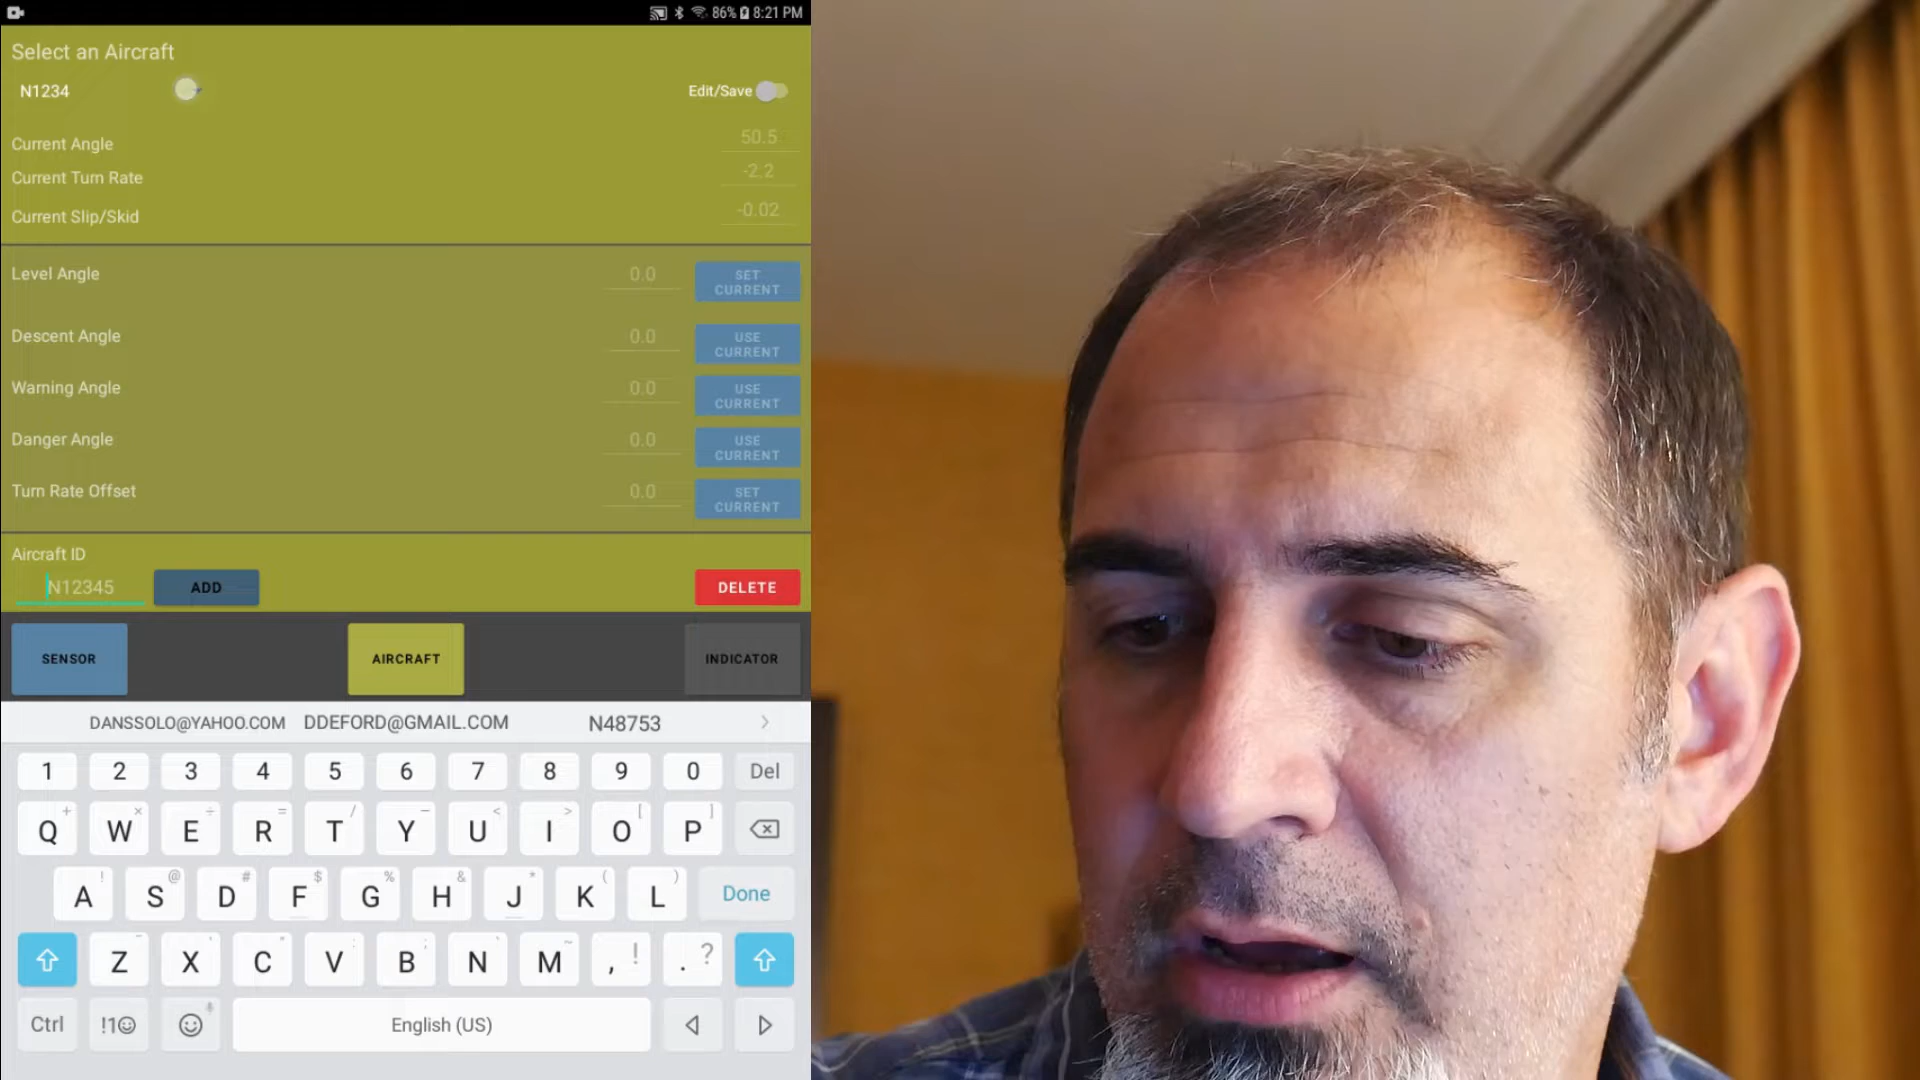 86% 8:21 PM
Select an Aircraft
N1234
Edit/Save
Current Angle 50.5
Current Turn Rate -2.2
Current Slip/Skid -0.02
Level Angle 0.0 SET CURRENT
Descent Angle 0.0 USE CURRENT
Warning Angle 0.0 USE CURRENT
Danger Angle 0.0 USE CURRENT
Turn Rate Offset 0.0 SET CURRENT
Aircraft ID
N12345 ADD DELETE
SENSOR AIRCRAFT INDICATOR
DANSSOLO@YAHOO.COM DDEFORD@GMAIL.COM N48753
1 2 3 4 5 6 7 8 9 0 Del
+ × ÷ = / - < > [ ]
Q W E R T Y U I O P
! @ # $ % & * ( )
A S D F G H J K L Done
Z X C V B N M , ! . ?
Ctrl !1☺ English (US)